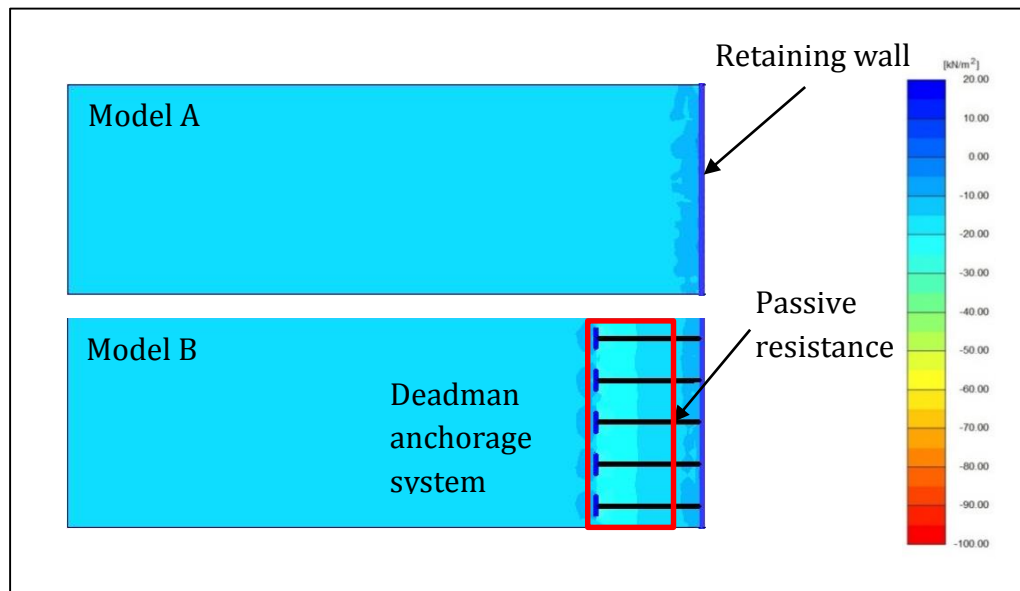 Retaining wall
Model A
[kN/m²]
20.00
10.00
0.00
-10.00
-20.00
-30.00
-40.00
-50.00
-60.00
-70.00
-80.00
-90.00
-100.00
Passive
resistance
Model B
Deadman
anchorage
system